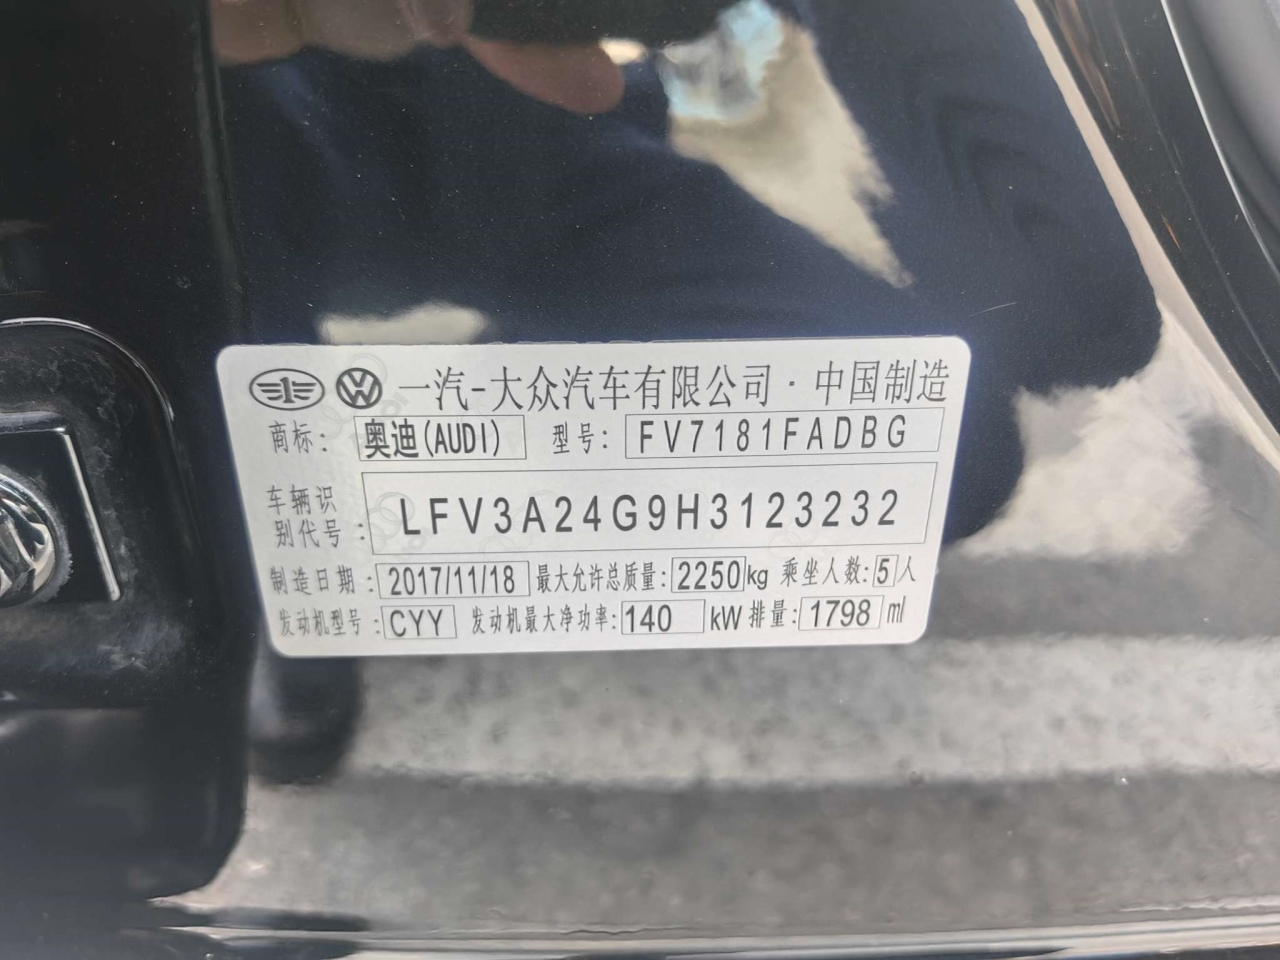 一汽-大众汽车有限公司·中国制造
商标: 奥迪(AUDI) 型号: FV7181FADBG
车辆识
别代号: LFV3A24G9H3123232
制造日期: 2017/11/18 最大允许总质量: 2250kg 乘坐人数: 5人
发动机型号: CYY 发动机最大净功率: 140 kW 排量: 1798 ml